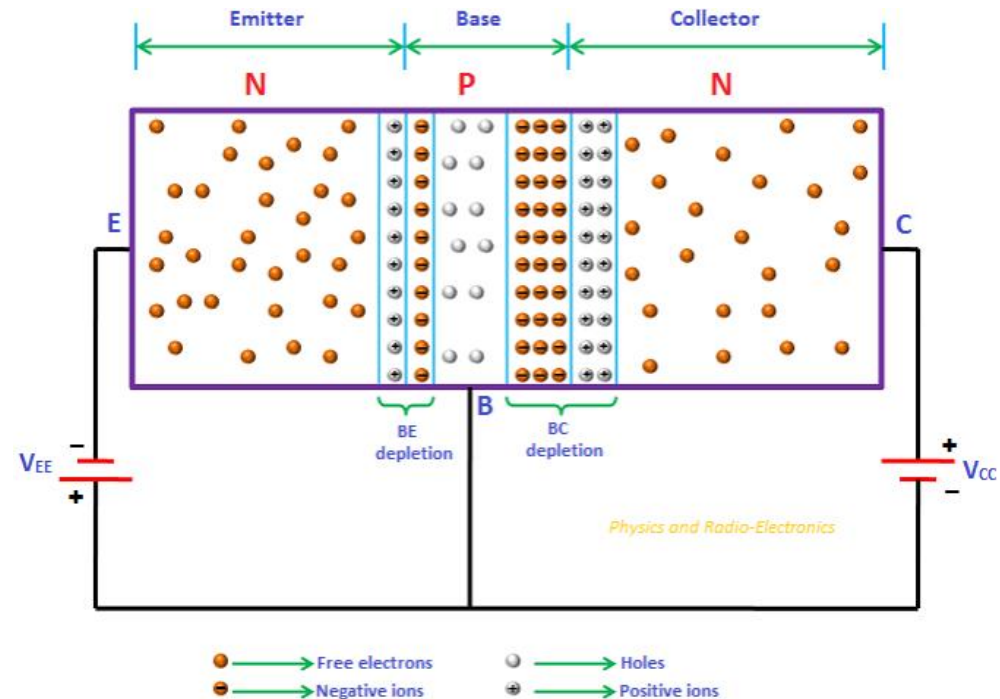 Emitter Base Collector
N P N
E C
B
BE
depletion
BC
depletion
−
VEE
+
+
VCC
−
Physics and Radio-Electronics
Free electrons Holes
Negative ions Positive ions